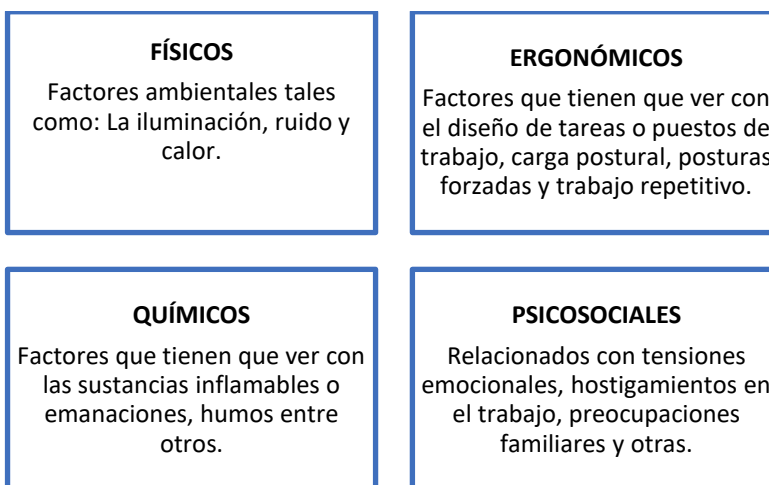 FÍSICOS
Factores ambientales tales
como: La iluminación, ruido y
calor.
ERGONÓMICOS
Factores que tienen que ver con
el diseño de tareas o puestos de
trabajo, carga postural, posturas
forzadas y trabajo repetitivo.
QUÍMICOS
Factores que tienen que ver con
las sustancias inflamables o
emanaciones, humos entre
otros.
PSICOSOCIALES
Relacionados con tensiones
emocionales, hostigamientos en
el trabajo, preocupaciones
familiares y otras.